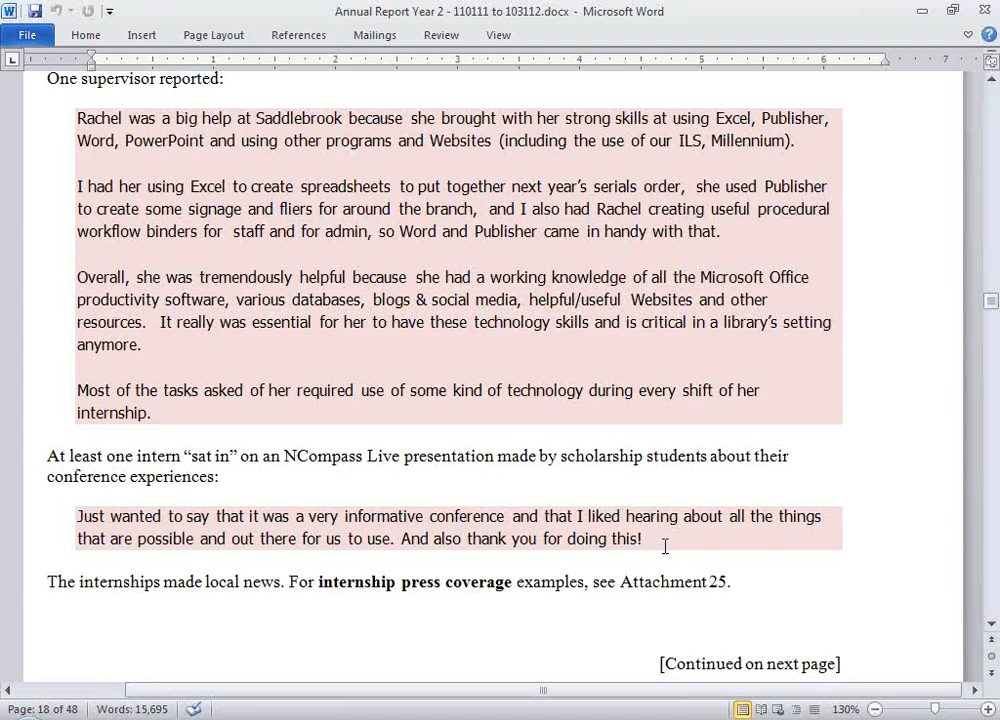 Annual Report Year 2 - 110111 to 103112.docx - Microsoft Word
File Home Insert Page Layout References Mailings Review View
1 2 3 4 5 6 7
One supervisor reported:
Rachel was a big help at Saddlebrook because she brought with her strong skills at using Excel, Publisher,
Word, PowerPoint and using other programs and Websites (including the use of our ILS, Millennium).
I had her using Excel to create spreadsheets to put together next year's serials order, she used Publisher
to create some signage and fliers for around the branch, and I also had Rachel creating useful procedural
workflow binders for staff and for admin, so Word and Publisher came in handy with that.
Overall, she was tremendously helpful because she had a working knowledge of all the Microsoft Office
productivity software, various databases, blogs & social media, helpful/useful Websites and other
resources. It really was essential for her to have these technology skills and is critical in a library's setting
anymore.
Most of the tasks asked of her required use of some kind of technology during every shift of her
internship.
At least one intern “sat in” on an NCompass Live presentation made by scholarship students about their
conference experiences:
Just wanted to say that it was a very informative conference and that I liked hearing about all the things
that are possible and out there for us to use. And also thank you for doing this!
The internships made local news. For internship press coverage examples, see Attachment 25.
[Continued on next page]
Page: 18 of 48 Words: 15,695 130%